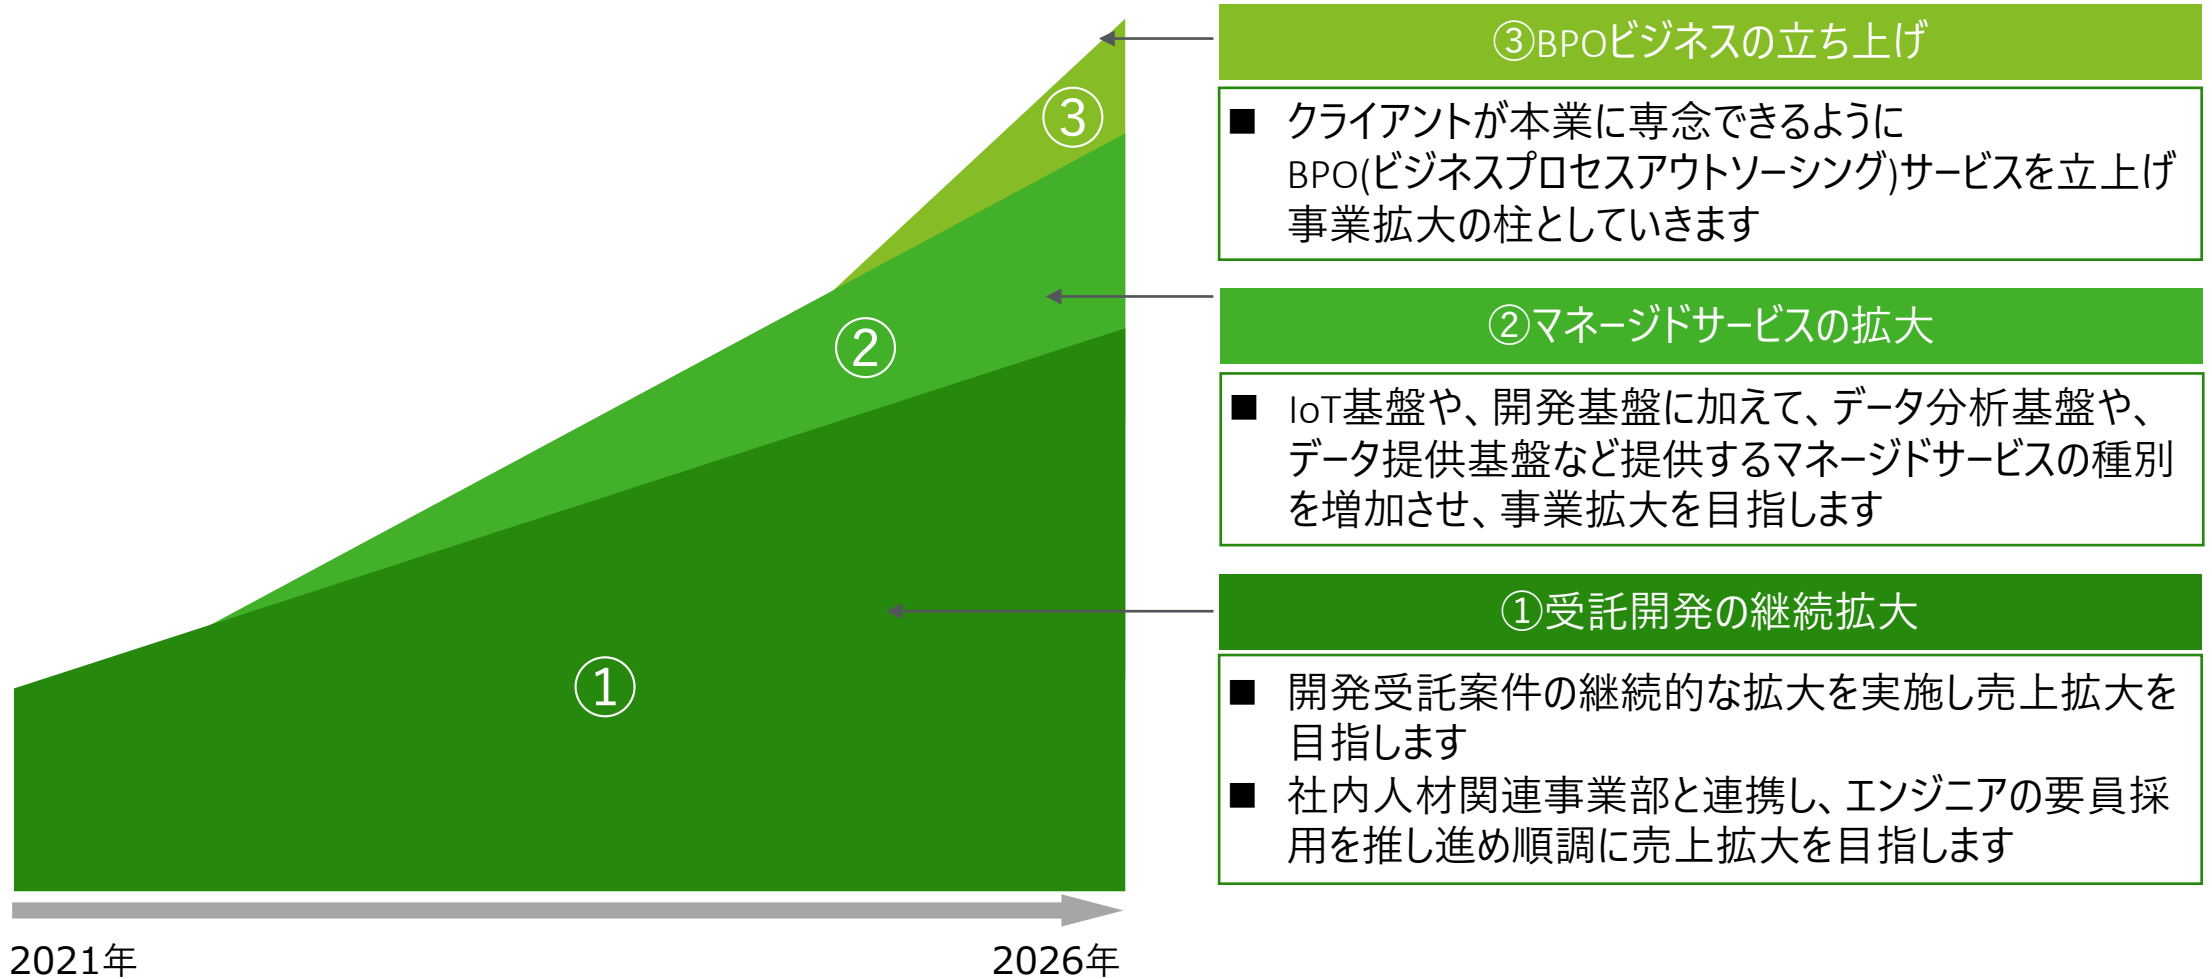 ③BPOビジネスの立ち上げ
■ クライアントが本業に専念できるように
BPO(ビジネスプロセスアウトソーシング)サービスを立上げ
事業拡大の柱としていきます
③
②マネージドサービスの拡大
■ IoT基盤や、開発基盤に加えて、データ分析基盤や、
データ提供基盤など提供するマネージドサービスの種別
を増加させ、事業拡大を目指します
②
①受託開発の継続拡大
■ 開発受託案件の継続的な拡大を実施し売上拡大を
目指します
■ 社内人材関連事業部と連携し、エンジニアの要員採
用を推し進め順調に売上拡大を目指します
①
2021年
2026年